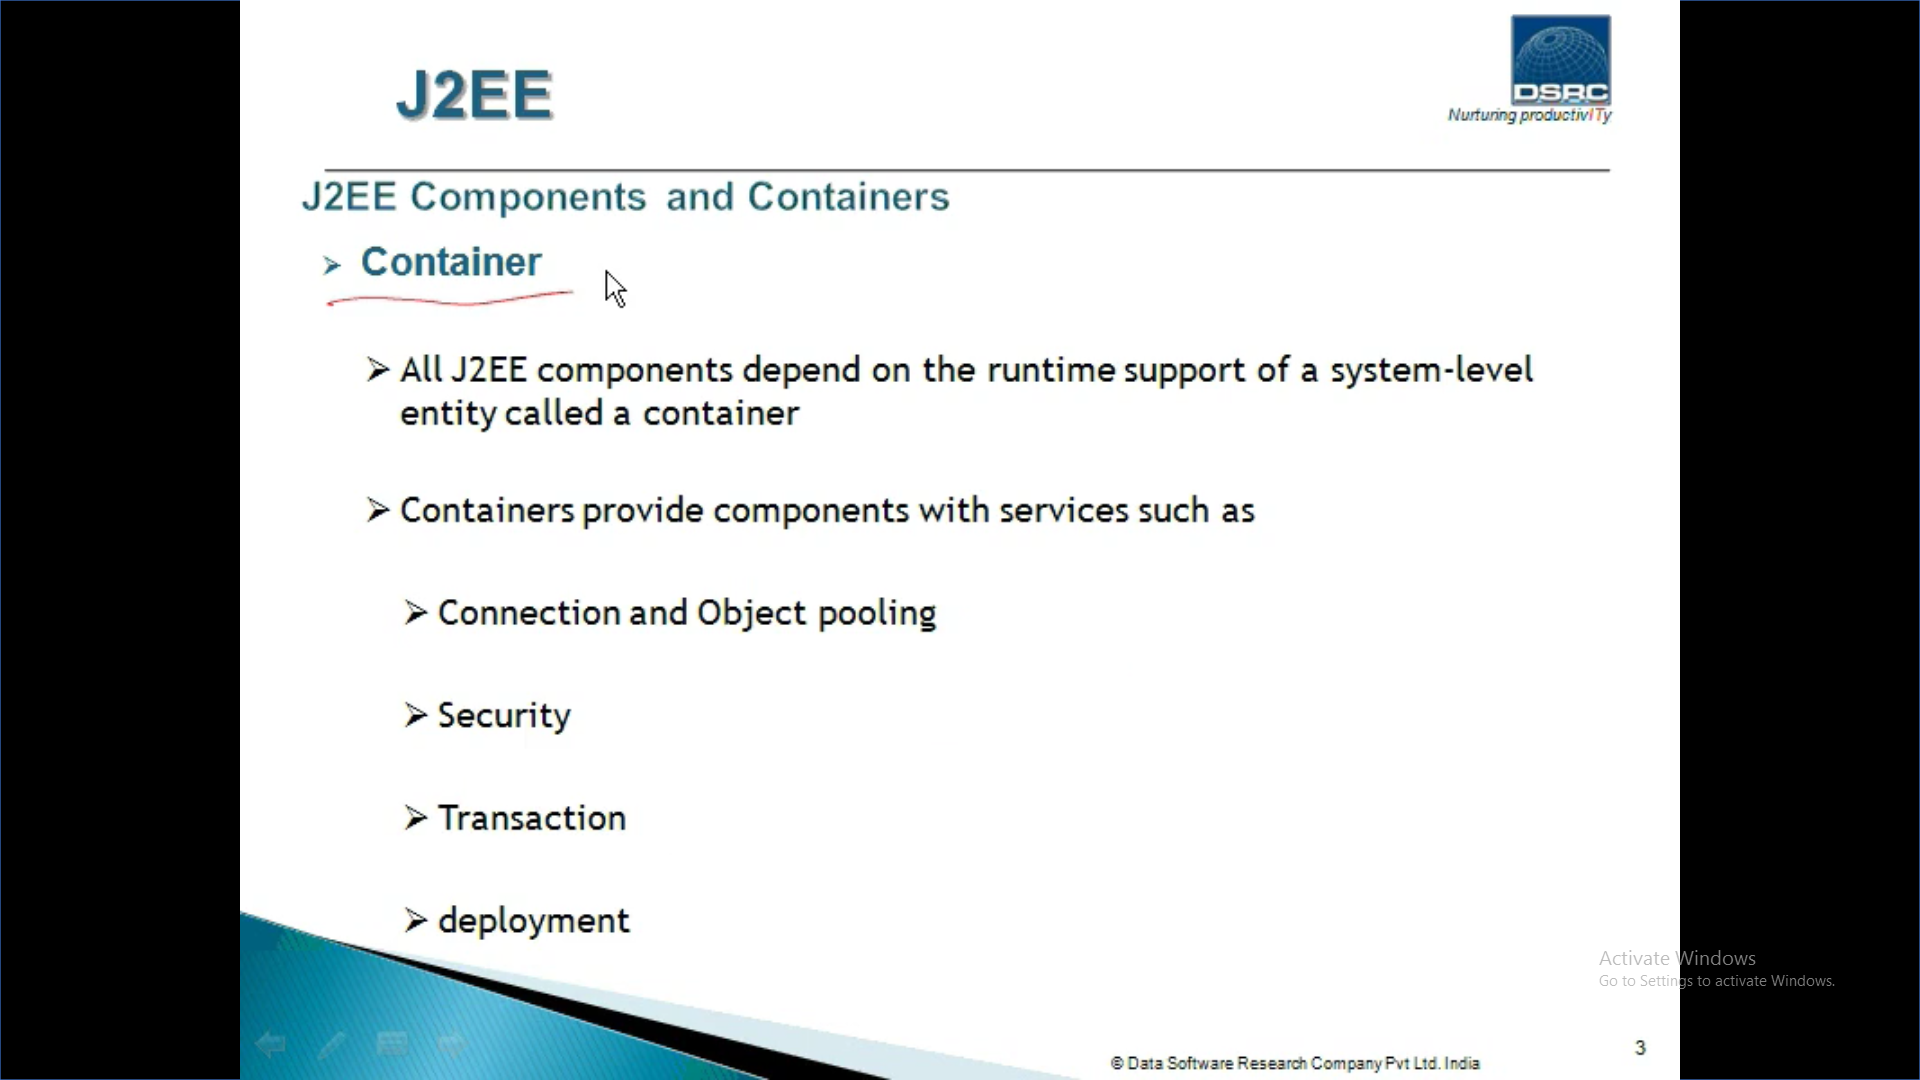 J2EE
DSRC
Nurturing productivITy
J2EE Components and Containers
➢ Container
➢ All J2EE components depend on the runtime support of a system-level
entity called a container
➢ Containers provide components with services such as
➢ Connection and Object pooling
➢ Security
➢ Transaction
➢ deployment
Activate Windows
Go to Settings to activate Windows.
3
© Data Software Research Company Pvt Ltd. India